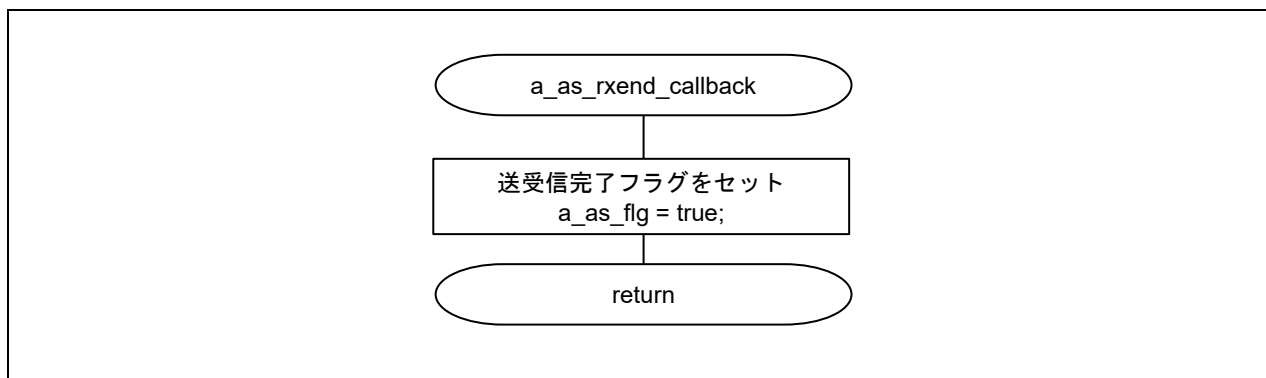 a_as_rxend_callback
送受信完了フラグをセット
a_as_flg = true;
return